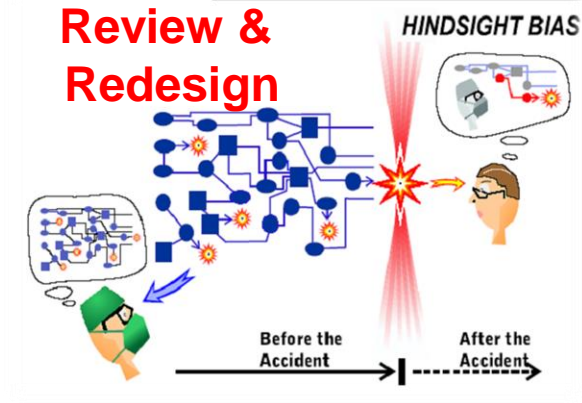 Review &
Redesign
HINDSIGHT BIAS
Before the
Accident
After the
Accident